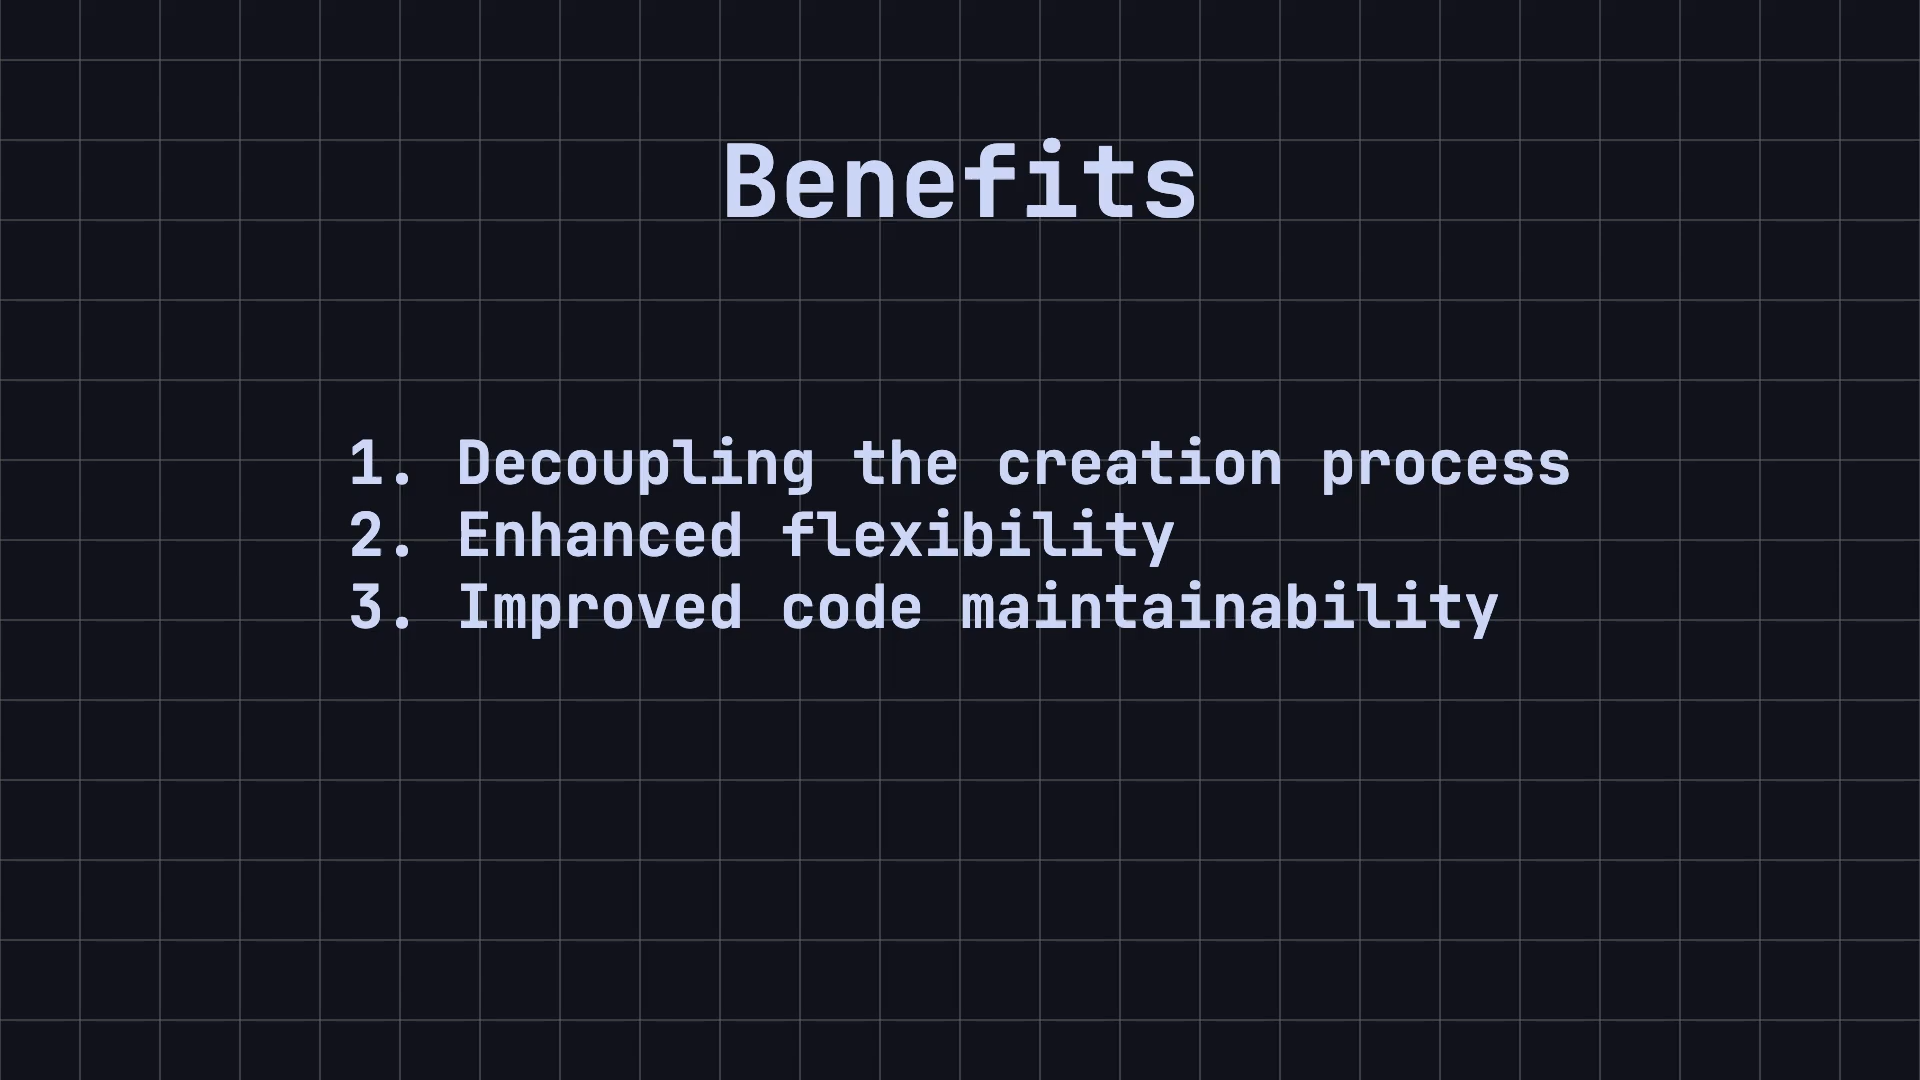 Benefits
1. Decoupling the creation process
2. Enhanced flexibility
3. Improved code maintainability